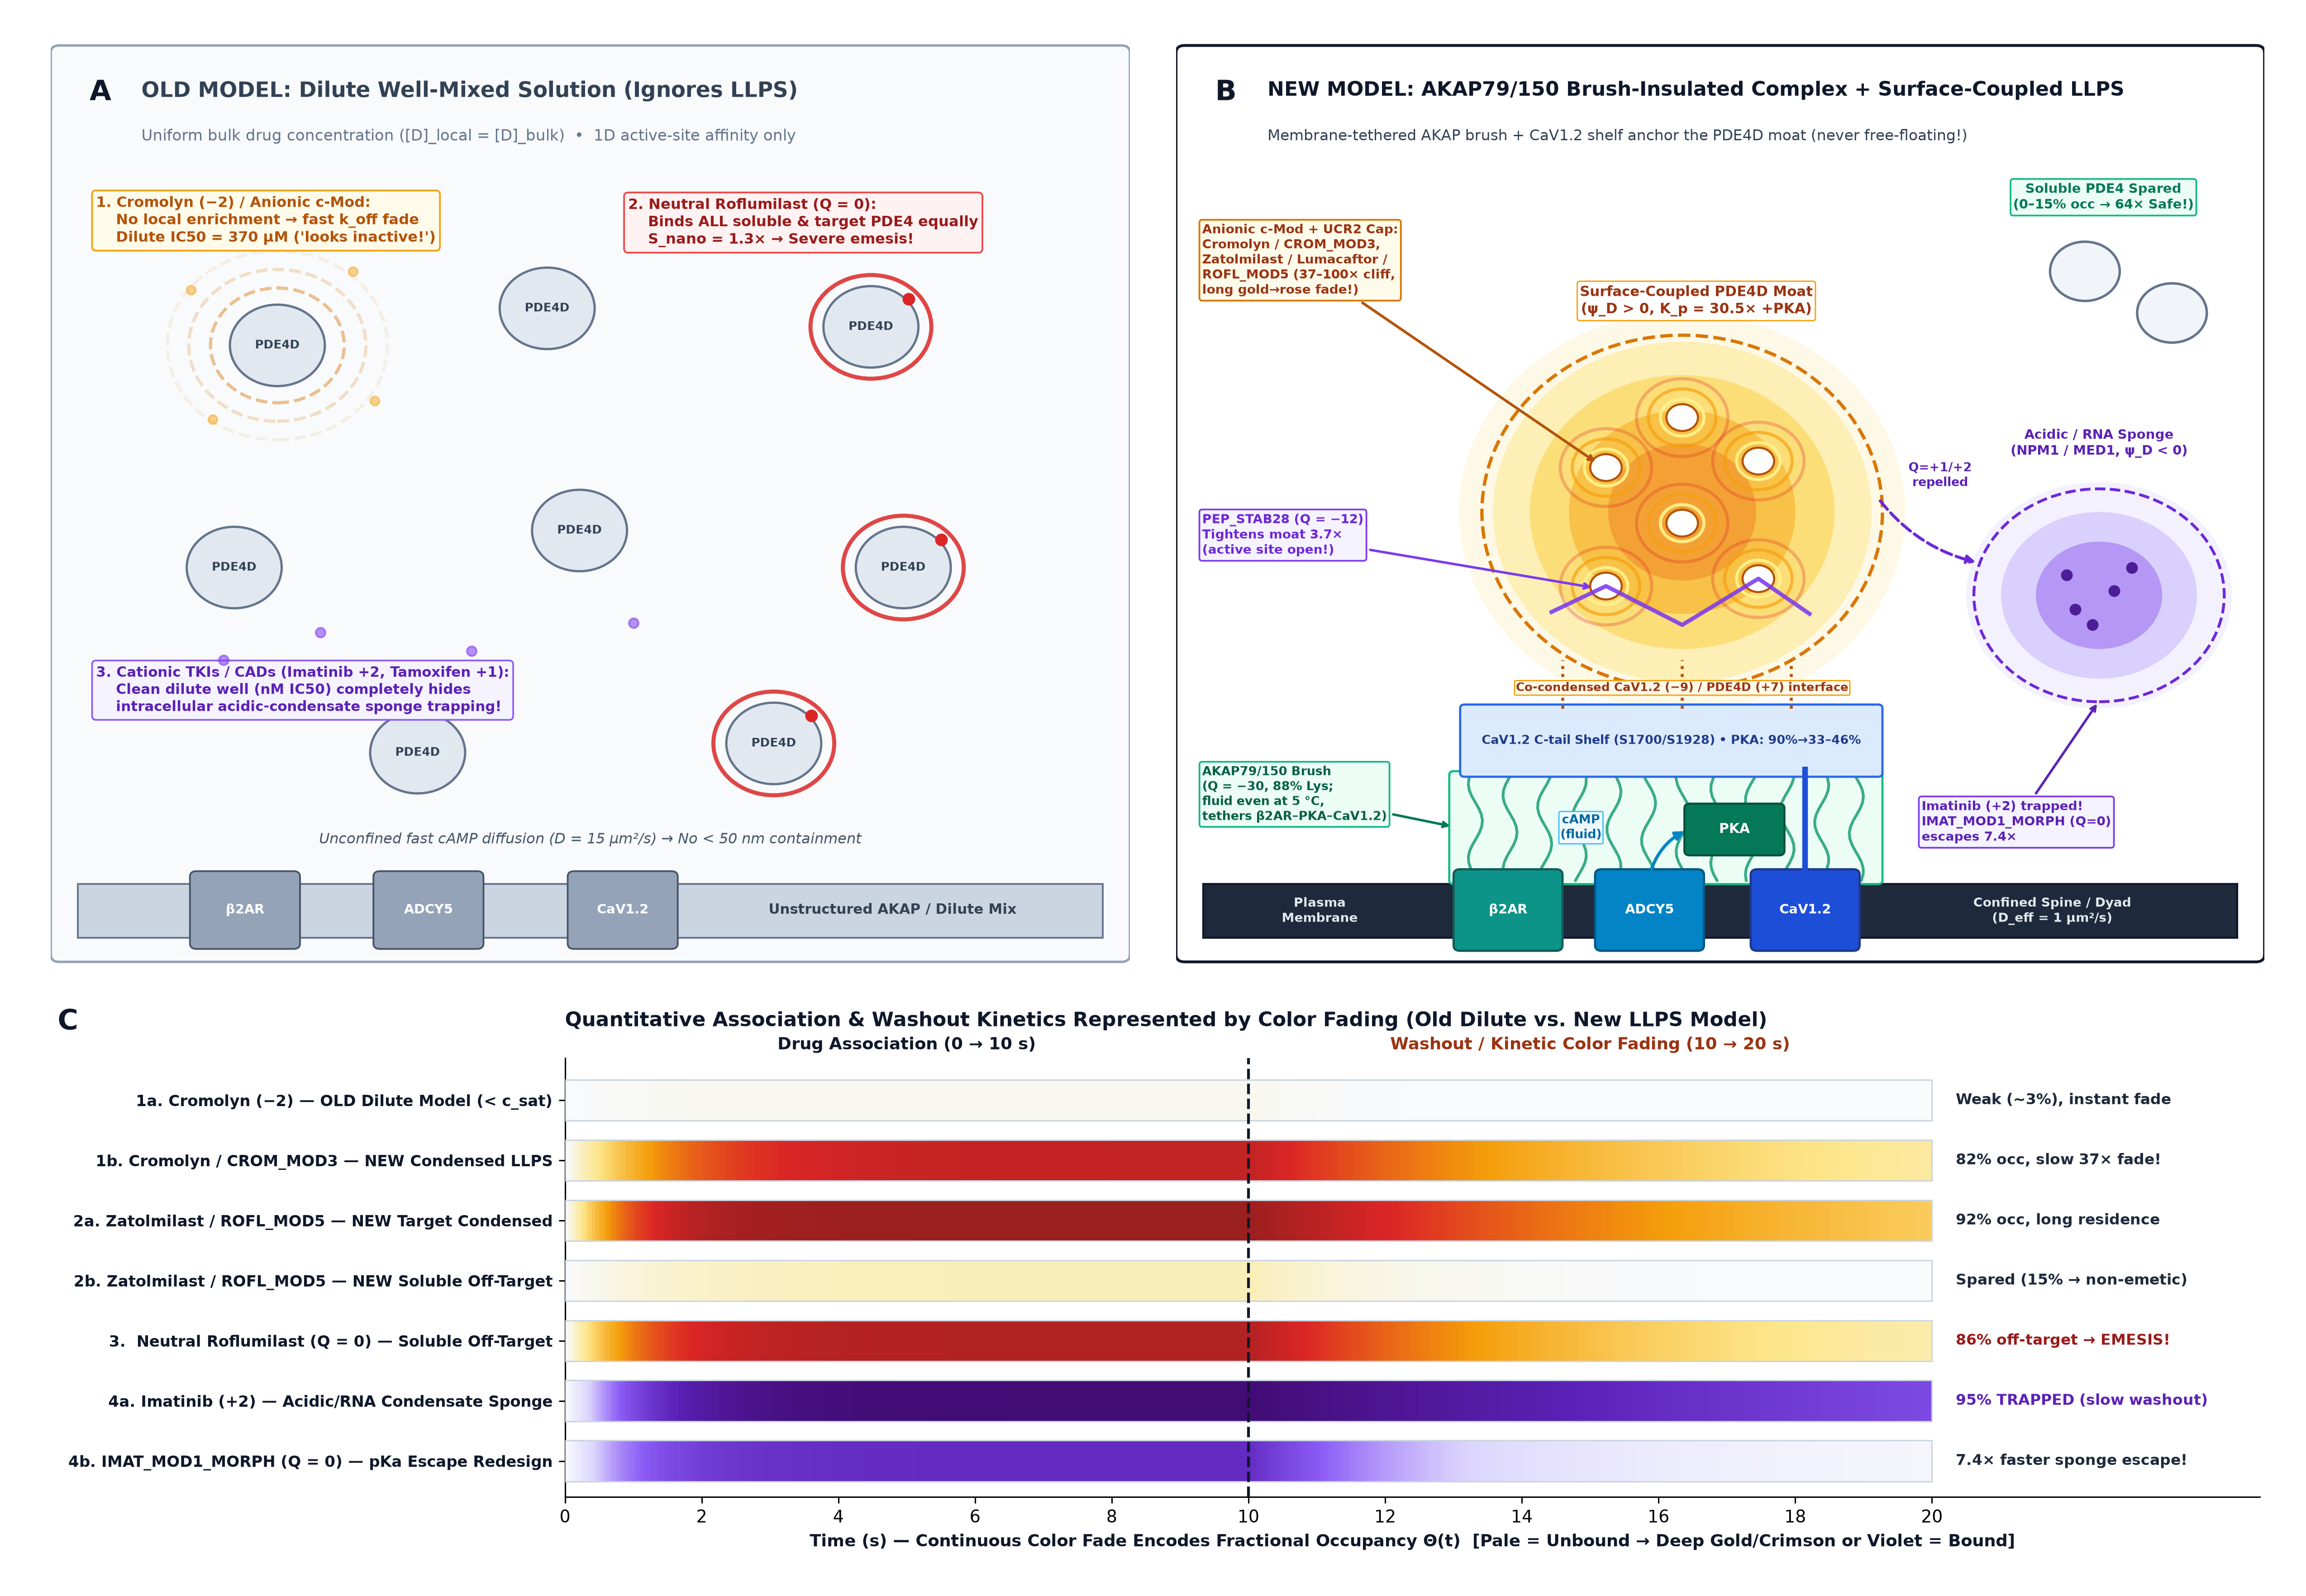 A
OLD MODEL: Dilute Well-Mixed Solution (Ignores LLPS)
Uniform bulk drug concentration ([D]_local = [D]_bulk)  •  1D active-site affinity only
1. Cromolyn (−2) / Anionic c-Mod:
No local enrichment → fast k_off fade
Dilute IC50 = 370 μM ('looks inactive!')
2. Neutral Roflumilast (Q = 0):
Binds ALL soluble & target PDE4 equally
S_nano = 1.3× → Severe emesis!
PDE4D
PDE4D
PDE4D
PDE4D
PDE4D
PDE4D
3. Cationic TKIs / CADs (Imatinib +2, Tamoxifen +1):
Clean dilute well (nM IC50) completely hides
intracellular acidic-condensate sponge trapping!
PDE4D
PDE4D
Unconfined fast cAMP diffusion (D = 15 μm²/s) → No < 50 nm containment
β2AR
ADCY5
CaV1.2
Unstructured AKAP / Dilute Mix
B
NEW MODEL: AKAP79/150 Brush-Insulated Complex + Surface-Coupled LLPS
Membrane-tethered AKAP brush + CaV1.2 shelf anchor the PDE4D moat (never free-floating!)
Soluble PDE4 Spared
(0–15% occ → 64× Safe!)
Anionic c-Mod + UCR2 Cap:
Cromolyn / CROM_MOD3,
Zatolmilast / Lumacaftor /
ROFL_MOD5 (37–100× cliff,
long gold→rose fade!)
Surface-Coupled PDE4D Moat
(ψ_D > 0, K_p = 30.5× +PKA)
Acidic / RNA Sponge
(NPM1 / MED1, ψ_D < 0)
Q=+1/+2
repelled
PEP_STAB28 (Q = −12)
Tightens moat 3.7×
(active site open!)
Co-condensed CaV1.2 (−9) / PDE4D (+7) interface
CaV1.2 C-tail Shelf (S1700/S1928) • PKA: 90%→33–46%
AKAP79/150 Brush
(Q = −30, 88% Lys;
fluid even at 5 °C,
tethers β2AR–PKA–CaV1.2)
cAMP
(fluid)
PKA
Imatinib (+2) trapped!
IMAT_MOD1_MORPH (Q=0)
escapes 7.4×
Plasma
Membrane
β2AR
ADCY5
CaV1.2
Confined Spine / Dyad
(D_eff = 1 μm²/s)
C
Quantitative Association & Washout Kinetics Represented by Color Fading (Old Dilute vs. New LLPS Model)
Drug Association (0 → 10 s)
Washout / Kinetic Color Fading (10 → 20 s)
1a. Cromolyn (−2) — OLD Dilute Model (< c_sat)
Weak (~3%), instant fade
1b. Cromolyn / CROM_MOD3 — NEW Condensed LLPS
82% occ, slow 37× fade!
2a. Zatolmilast / ROFL_MOD5 — NEW Target Condensed
92% occ, long residence
2b. Zatolmilast / ROFL_MOD5 — NEW Soluble Off-Target
Spared (15% → non-emetic)
3.  Neutral Roflumilast (Q = 0) — Soluble Off-Target
86% off-target → EMESIS!
4a. Imatinib (+2) — Acidic/RNA Condensate Sponge
95% TRAPPED (slow washout)
4b. IMAT_MOD1_MORPH (Q = 0) — pKa Escape Redesign
7.4× faster sponge escape!
0 2 4 6 8 10 12 14 16 18 20
Time (s) — Continuous Color Fade Encodes Fractional Occupancy Θ(t)  [Pale = Unbound → Deep Gold/Crimson or Violet = Bound]